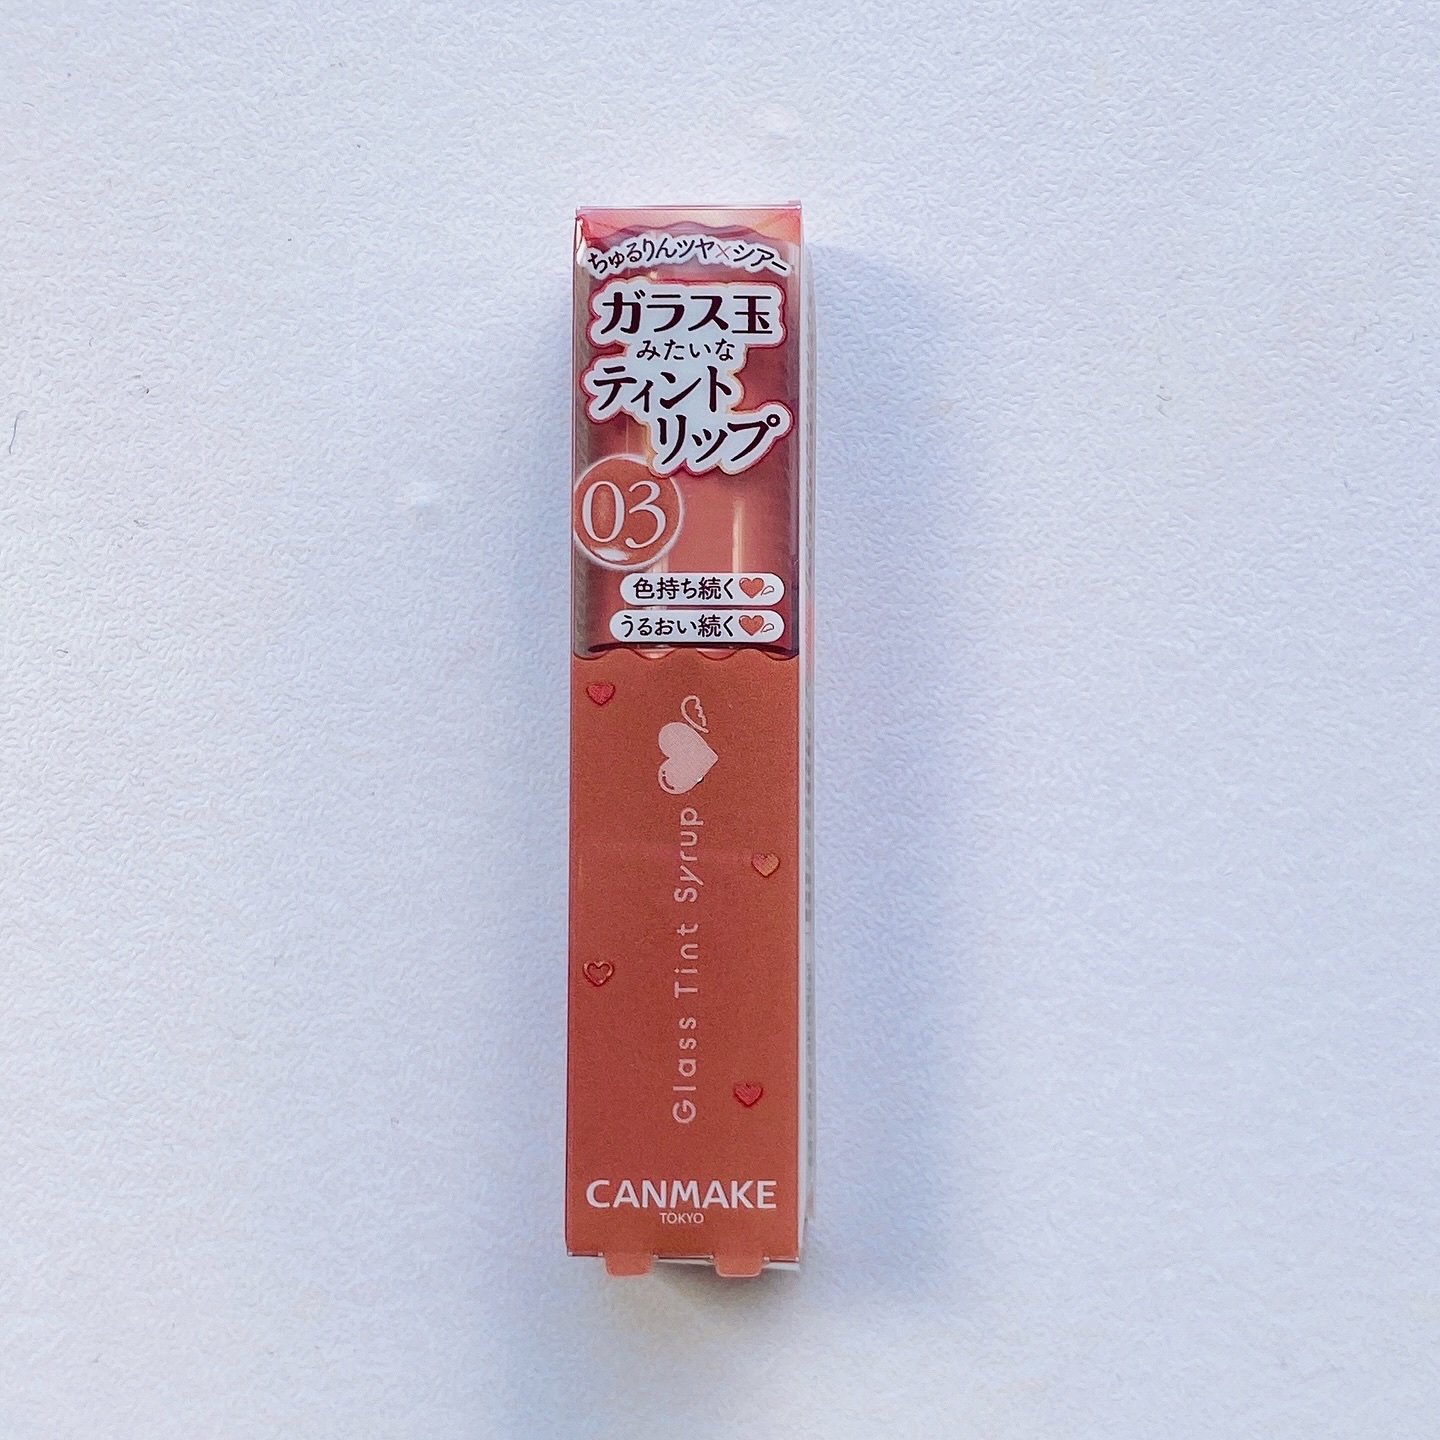 ちゅるりんツヤ×シアー
ガラス玉
みたいな
ティント
リップ
03
色持ち続く
うるおい続く
Glass Tint Syrup
CANMAKE
TOKYO